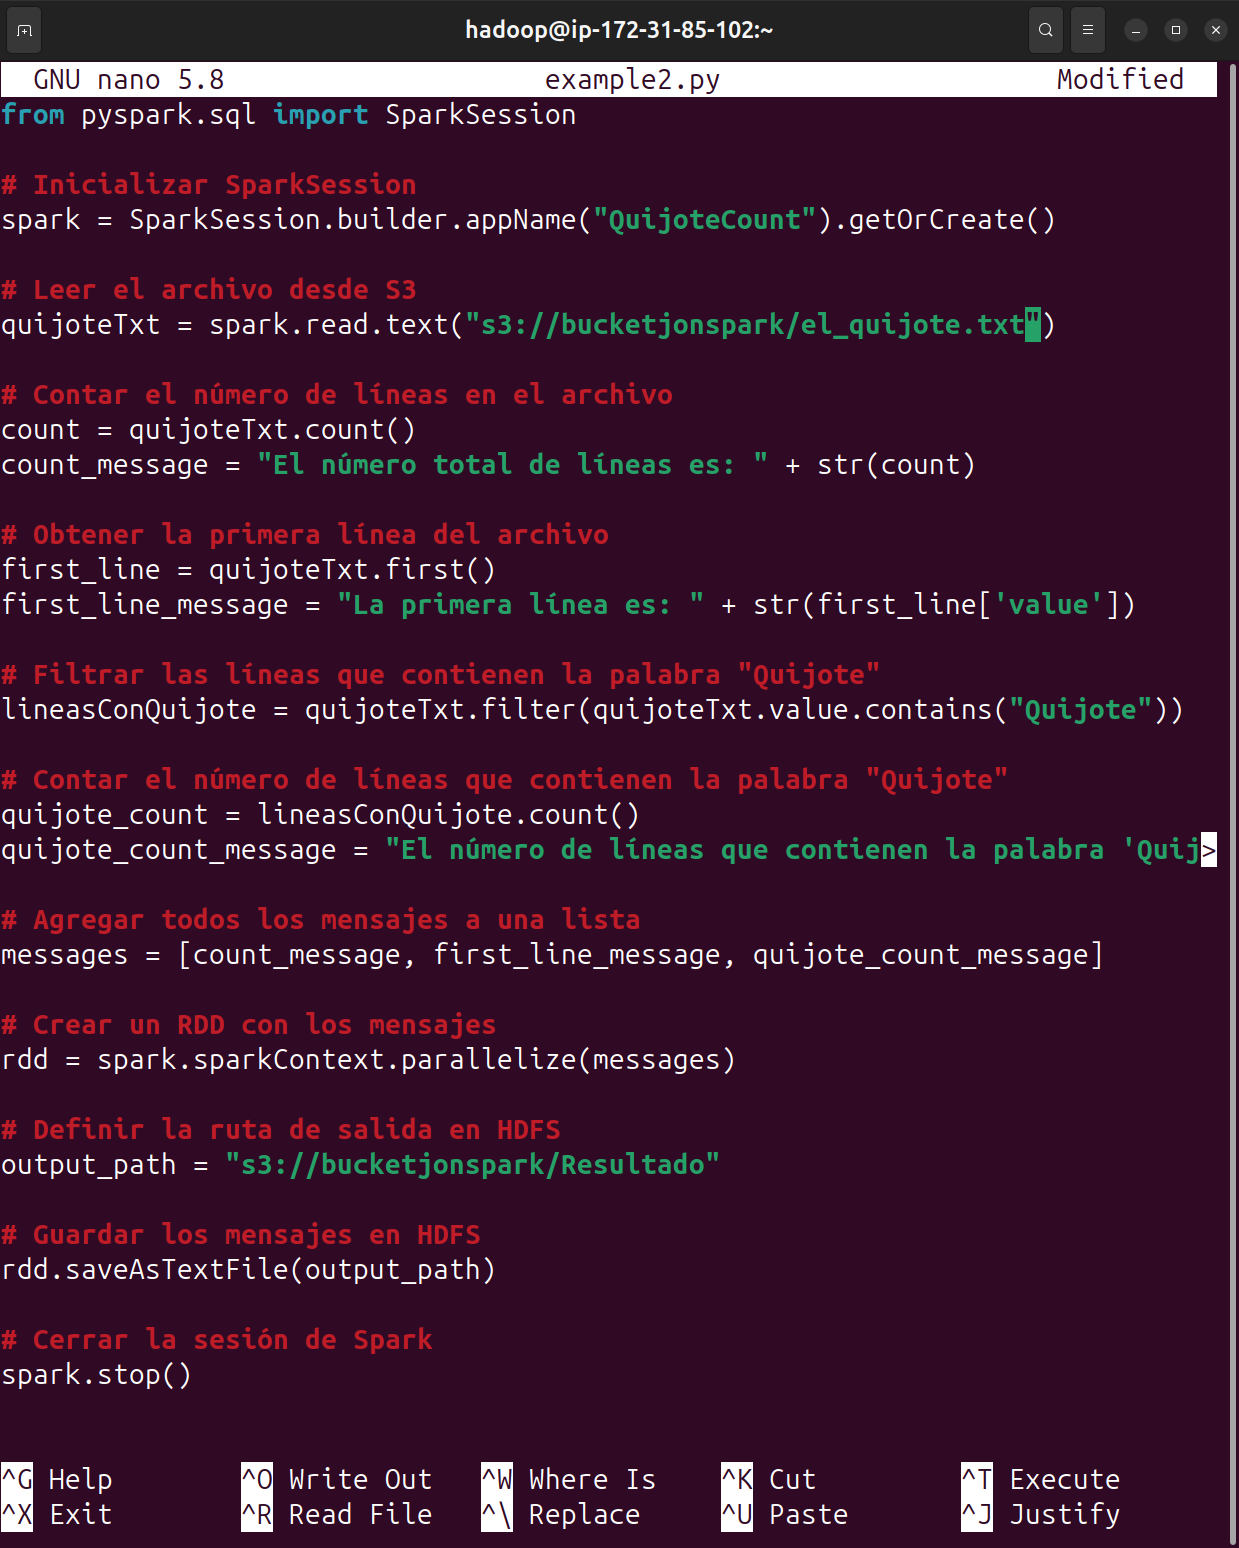 hadoop@ip-172-31-85-102:~
GNU nano 5.8 example2.py Modified
from pyspark.sql import SparkSession
# Inicializar SparkSession
spark = SparkSession.builder.appName("QuijoteCount").getOrCreate()
# Leer el archivo desde S3
quijoteTxt = spark.read.text("s3://bucketjonspark/el_quijote.txt")
# Contar el número de líneas en el archivo
count = quijoteTxt.count()
count_message = "El número total de líneas es: " + str(count)
# Obtener la primera línea del archivo
first_line = quijoteTxt.first()
first_line_message = "La primera línea es: " + str(first_line['value'])
# Filtrar las líneas que contienen la palabra "Quijote"
lineasConQuijote = quijoteTxt.filter(quijoteTxt.value.contains("Quijote"))
# Contar el número de líneas que contienen la palabra "Quijote"
quijote_count = lineasConQuijote.count()
quijote_count_message = "El número de líneas que contienen la palabra 'Quij>
# Agregar todos los mensajes a una lista
messages = [count_message, first_line_message, quijote_count_message]
# Crear un RDD con los mensajes
rdd = spark.sparkContext.parallelize(messages)
# Definir la ruta de salida en HDFS
output_path = "s3://bucketjonspark/Resultado"
# Guardar los mensajes en HDFS
rdd.saveAsTextFile(output_path)
# Cerrar la sesión de Spark
spark.stop()
^G Help ^O Write Out ^W Where Is ^K Cut ^T Execute
^X Exit ^R Read File ^\ Replace ^U Paste ^J Justify